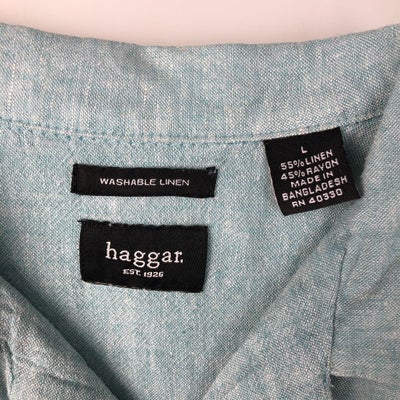 L
55% LINEN
45% RAYON
MADE IN
BANGLADESH
RN 40330
WASHABLE LINEN
haggar.
EST. 1926